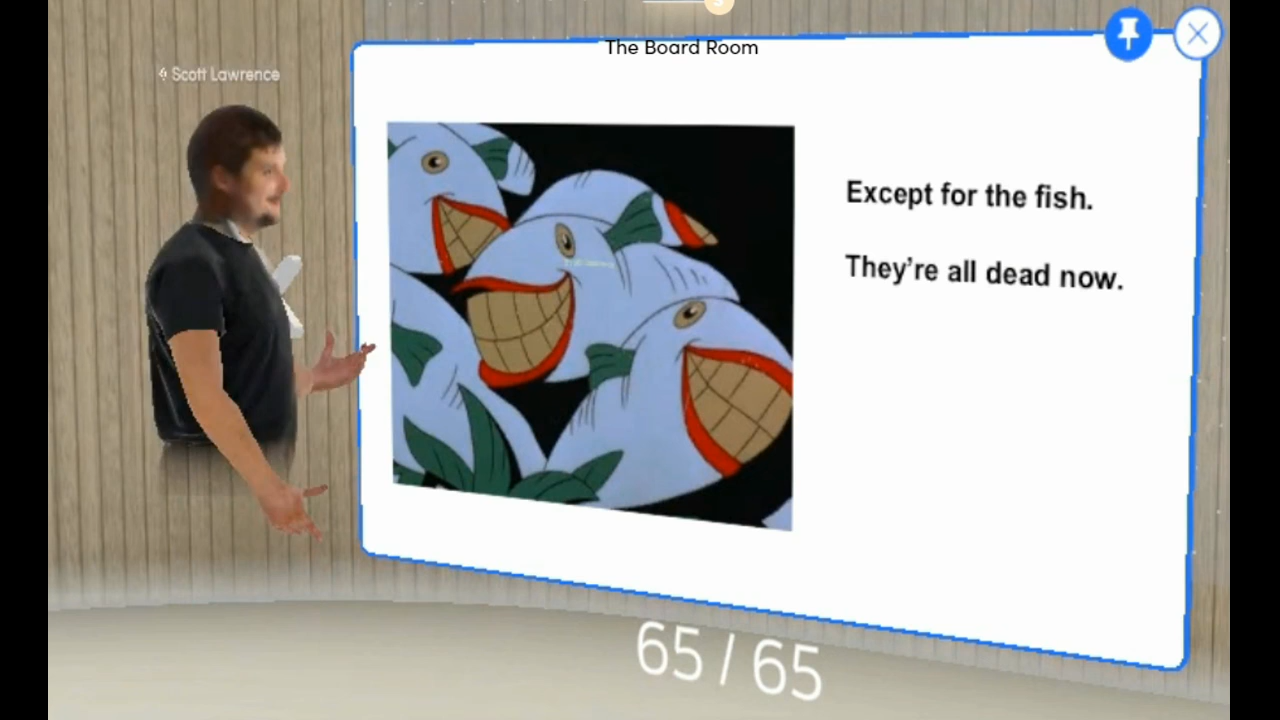 The Board Room
Scott Lawrence
Except for the fish.
They're all dead now.
65 / 65